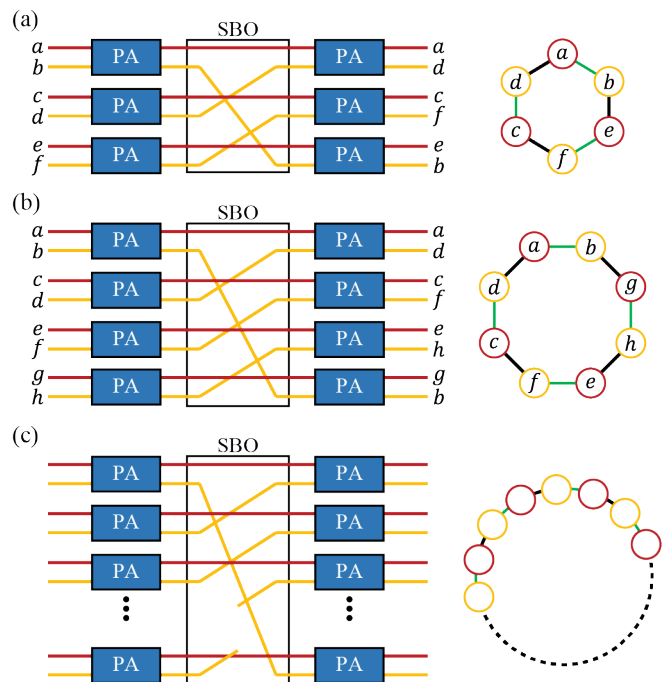 (a)
SBO
a PA PA a
b d
c PA PA c
d f
e PA PA e
f b
a
d b
c e
f
(b)
SBO
a PA PA a
b d
c PA PA c
d f
e PA PA e
f h
g PA PA g
h b
a b
d g
c h
f e
(c)
SBO
PA PA
PA PA
PA PA
PA PA